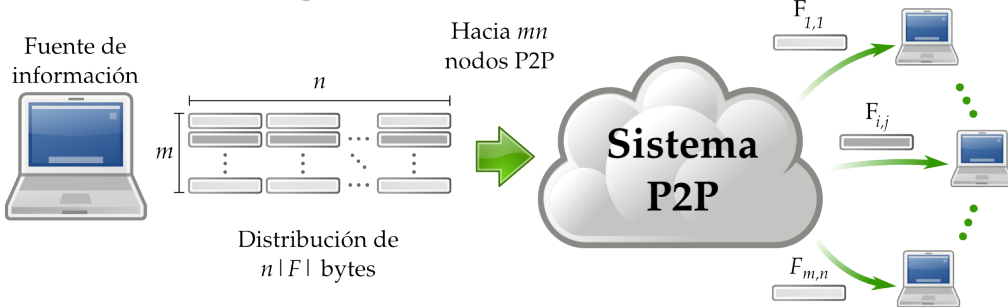 Fuente de
información
n
m
Distribución de
n|F| bytes
Hacia mn
nodos P2P
Sistema
P2P
F1,1
Fi,j
Fm,n